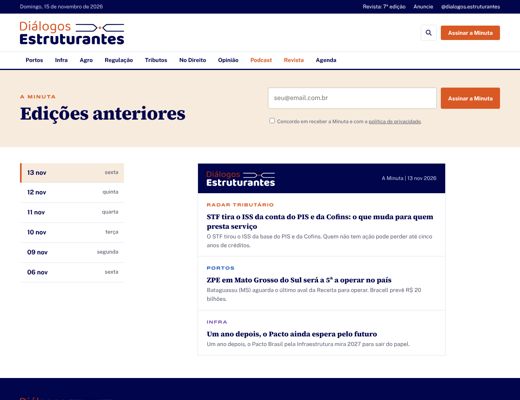 Domingo, 15 de novembro de 2026
Revista: 7ª edição
Anuncie
@dialogos.estruturantes
Diálogos
Estruturantes
Assinar a Minuta
Portos
Infra
Agro
Regulação
Tributos
No Direito
Opinião
Podcast
Revista
Agenda
A MINUTA
Edições anteriores
seu@email.com.br
Assinar a Minuta
Concordo em receber a Minuta e com a política de privacidade.
13 nov sexta
12 nov quinta
11 nov quarta
10 nov terça
09 nov segunda
06 nov sexta
Diálogos
Estruturantes
A Minuta | 13 nov 2026
RADAR TRIBUTÁRIO
STF tira o ISS da conta do PIS e da Cofins: o que muda para quem
presta serviço
O STF tirou o ISS da base do PIS e da Cofins. Quem não tem ação pode perder até cinco
anos de créditos.
PORTOS
ZPE em Mato Grosso do Sul será a 5ª a operar no país
Bataguassu (MS) aguarda o último aval da Receita para operar. Bracell prevê R$ 20
bilhões.
INFRA
Um ano depois, o Pacto ainda espera pelo futuro
Um ano depois, o Pacto Brasil pela Infraestrutura mira 2027 para sair do papel.